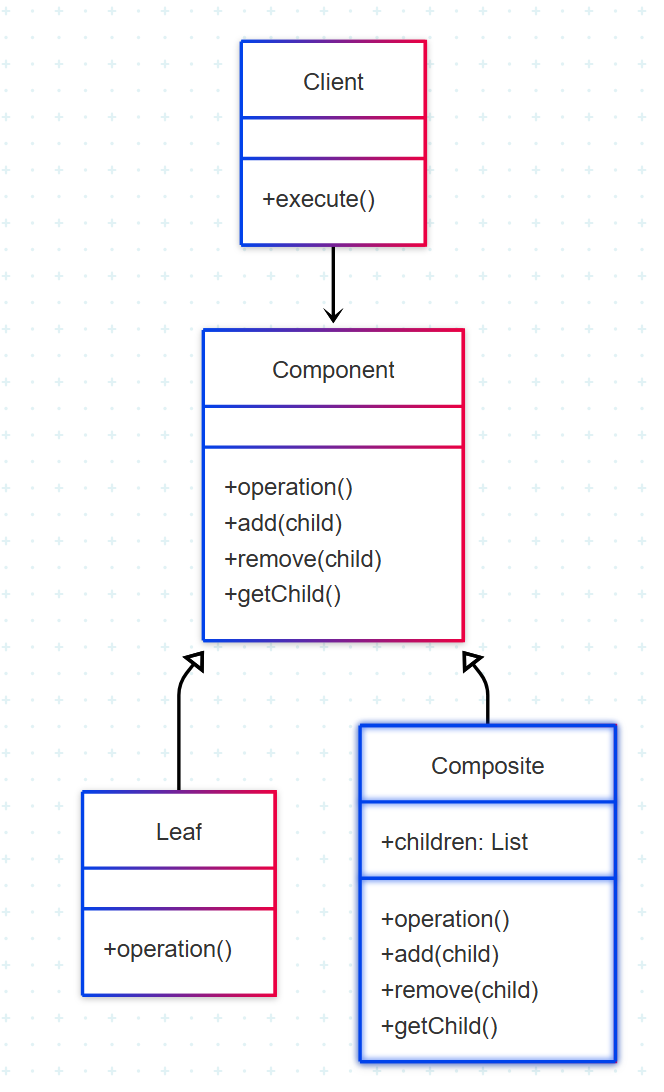 Client
+execute()
Component
+operation()
+add(child)
+remove(child)
+getChild()
Leaf
+operation()
Composite
+children: List
+operation()
+add(child)
+remove(child)
+getChild()